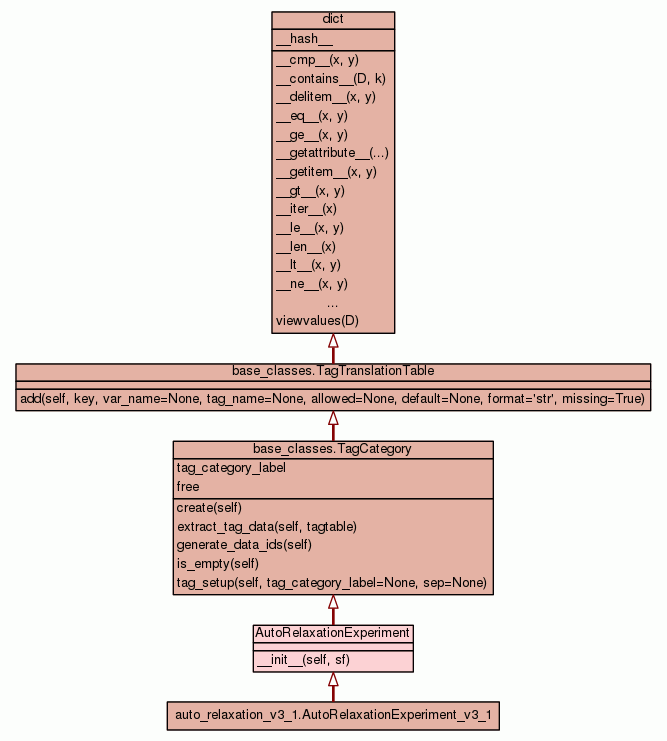 dict
__hash__
__cmp__(x, y)
__contains__(D, k)
__delitem__(x, y)
__eq__(x, y)
__ge__(x, y)
__getattribute__(...)
__getitem__(x, y)
__gt__(x, y)
__iter__(x)
__le__(x, y)
__len__(x)
__lt__(x, y)
__ne__(x, y)
...
viewvalues(D)
base_classes.TagTranslationTable
add(self, key, var_name=None, tag_name=None, allowed=None, default=None, format='str', missing=True)
base_classes.TagCategory
tag_category_label
free
create(self)
extract_tag_data(self, tagtable)
generate_data_ids(self)
is_empty(self)
tag_setup(self, tag_category_label=None, sep=None)
AutoRelaxationExperiment
__init__(self, sf)
auto_relaxation_v3_1.AutoRelaxationExperiment_v3_1